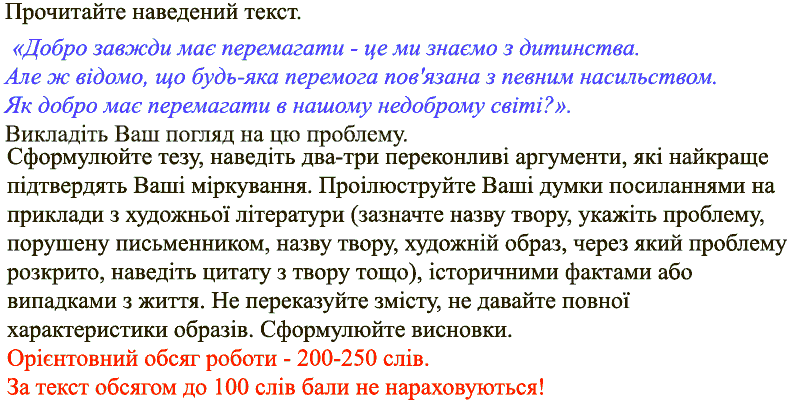 Прочитайте наведений текст.
«Добро завжди має перемагати - це ми знаємо з дитинства.
Але ж відомо, що будь-яка перемога пов'язана з певним насильством.
Як добро має перемагати в нашому недоброму світі?».
Викладіть Ваш погляд на цю проблему.
Сформулюйте тезу, наведіть два-три переконливі аргументи, які найкраще
підтвердять Ваші міркування. Проілюструйте Ваші думки посиланнями на
приклади з художньої літератури (зазначте назву твору, укажіть проблему,
порушену письменником, назву твору, художній образ, через який проблему
розкрито, наведіть цитату з твору тощо), історичними фактами або
випадками з життя. Не переказуйте змісту, не давайте повної
характеристики образів. Сформулюйте висновки.
Орієнтовний обсяг роботи - 200-250 слів.
За текст обсягом до 100 слів бали не нараховуються!